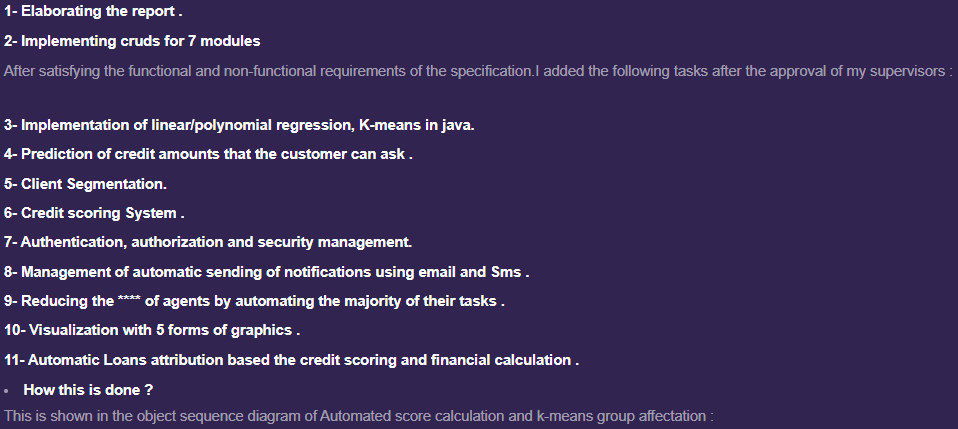 1- Elaborating the report .
2- Implementing cruds for 7 modules
After satisfying the functional and non-functional requirements of the specification.I added the following tasks after the approval of my supervisors :
3- Implementation of linear/polynomial regression, K-means in java.
4- Prediction of credit amounts that the customer can ask .
5- Client Segmentation.
6- Credit scoring System .
7- Authentication, authorization and security management.
8- Management of automatic sending of notifications using email and Sms .
9- Reducing the **** of agents by automating the majority of their tasks .
10- Visualization with 5 forms of graphics .
11- Automatic Loans attribution based the credit scoring and financial calculation .
• How this is done ?
This is shown in the object sequence diagram of Automated score calculation and k-means group affectation :